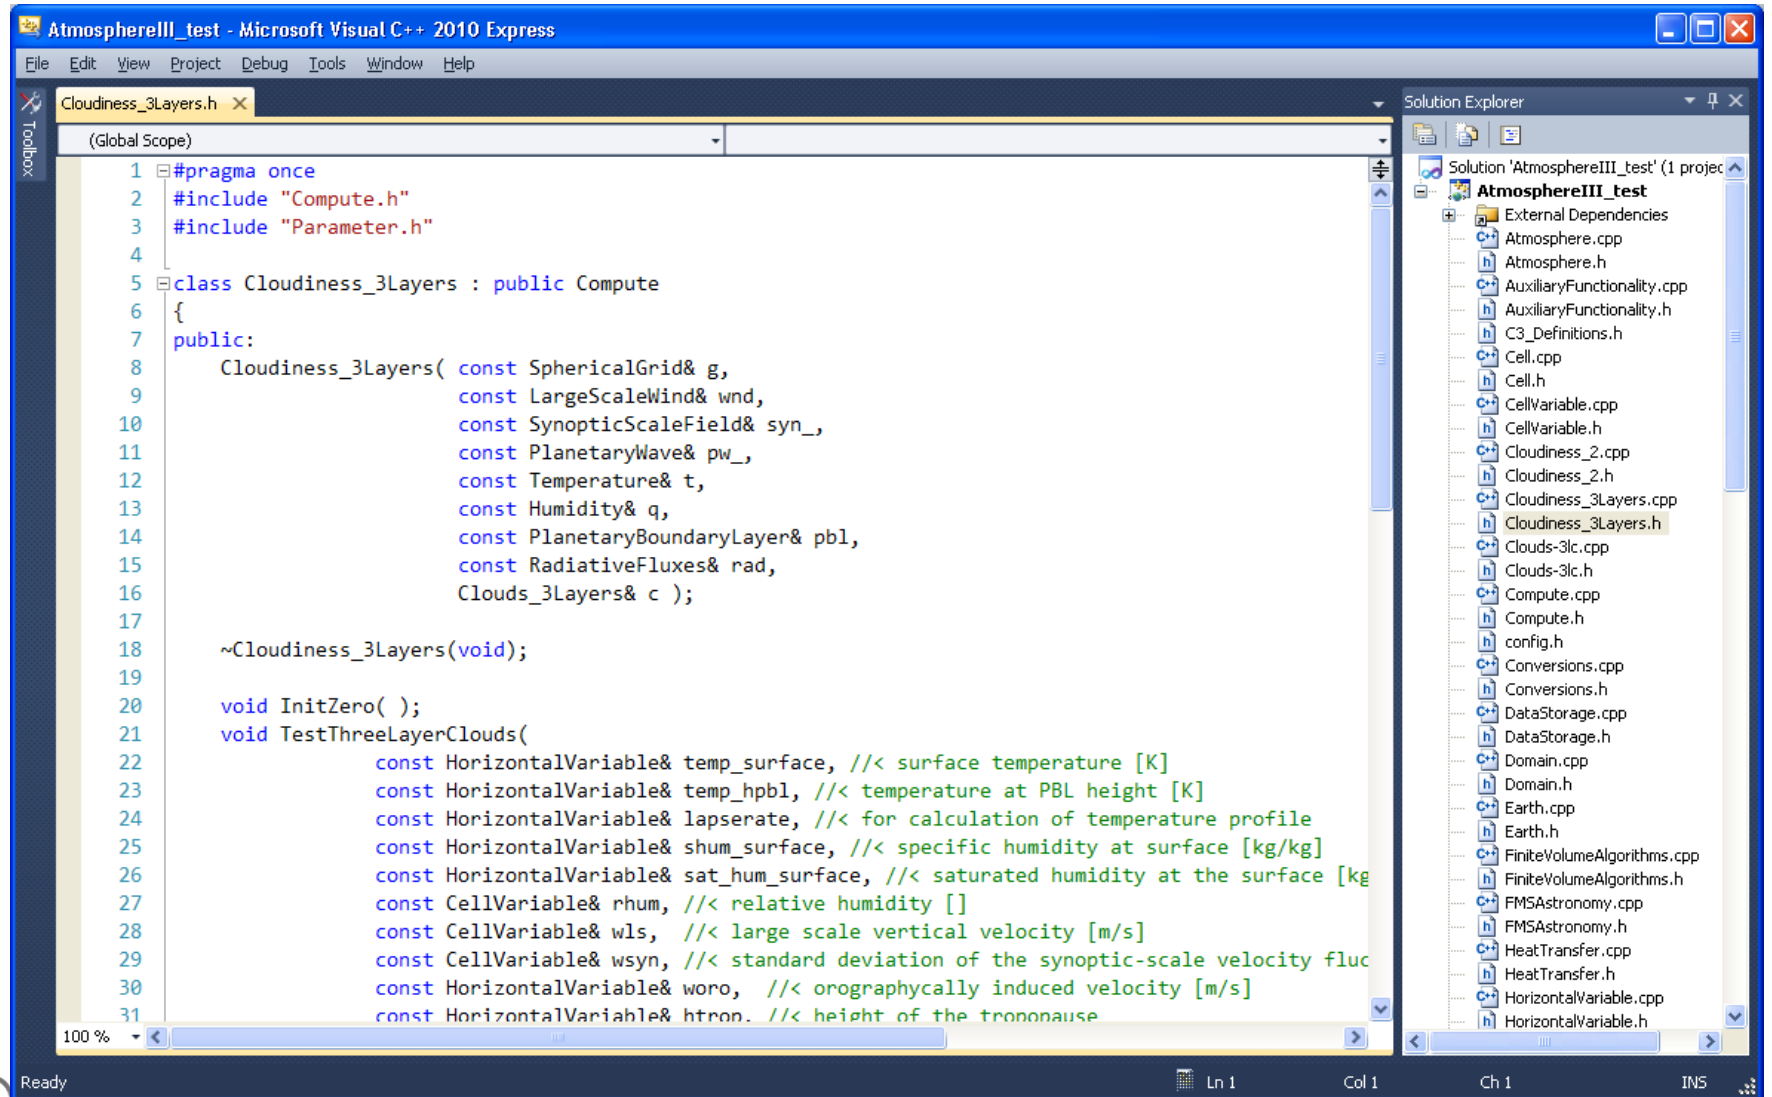 AtmosphereIII_test - Microsoft Visual C++ 2010 Express
File Edit View Project Debug Tools Window Help
Toolbox
Cloudiness_3Layers.h
(Global Scope)
1 #pragma once
2 #include "Compute.h"
3 #include "Parameter.h"
4
5 class Cloudiness_3Layers : public Compute
6 {
7 public:
8 Cloudiness_3Layers( const SphericalGrid& g,
9 const LargeScaleWind& wnd,
10 const SynopticScaleField& syn_,
11 const PlanetaryWave& pw_,
12 const Temperature& t,
13 const Humidity& q,
14 const PlanetaryBoundaryLayer& pbl,
15 const RadiativeFluxes& rad,
16 Clouds_3Layers& c );
17
18 ~Cloudiness_3Layers(void);
19
20 void InitZero( );
21 void TestThreeLayerClouds(
22 const HorizontalVariable& temp_surface, //< surface temperature [K]
23 const HorizontalVariable& temp_hpbl, //< temperature at PBL height [K]
24 const HorizontalVariable& lapserate, //< for calculation of temperature profile
25 const HorizontalVariable& shum_surface, //< specific humidity at surface [kg/kg]
26 const HorizontalVariable& sat_hum_surface, //< saturated humidity at the surface [kg
27 const CellVariable& rhum, //< relative humidity []
28 const CellVariable& wls, //< large scale vertical velocity [m/s]
29 const CellVariable& wsyn, //< standard deviation of the synoptic-scale velocity fluc
30 const HorizontalVariable& woro, //< orographycally induced velocity [m/s]
31 const HorizontalVariable& htrop, //< height of the tropopause
100 %
Solution Explorer
Solution 'AtmosphereIII_test' (1 projec
AtmosphereIII_test
External Dependencies
Atmosphere.cpp
Atmosphere.h
AuxiliaryFunctionality.cpp
AuxiliaryFunctionality.h
C3_Definitions.h
Cell.cpp
Cell.h
CellVariable.cpp
CellVariable.h
Cloudiness_2.cpp
Cloudiness_2.h
Cloudiness_3Layers.cpp
Cloudiness_3Layers.h
Clouds-3lc.cpp
Clouds-3lc.h
Compute.cpp
Compute.h
config.h
Conversions.cpp
Conversions.h
DataStorage.cpp
DataStorage.h
Domain.cpp
Domain.h
Earth.cpp
Earth.h
FiniteVolumeAlgorithms.cpp
FiniteVolumeAlgorithms.h
FMSAstronomy.cpp
FMSAstronomy.h
HeatTransfer.cpp
HeatTransfer.h
HorizontalVariable.cpp
HorizontalVariable.h
Ready Ln 1 Col 1 Ch 1 INS